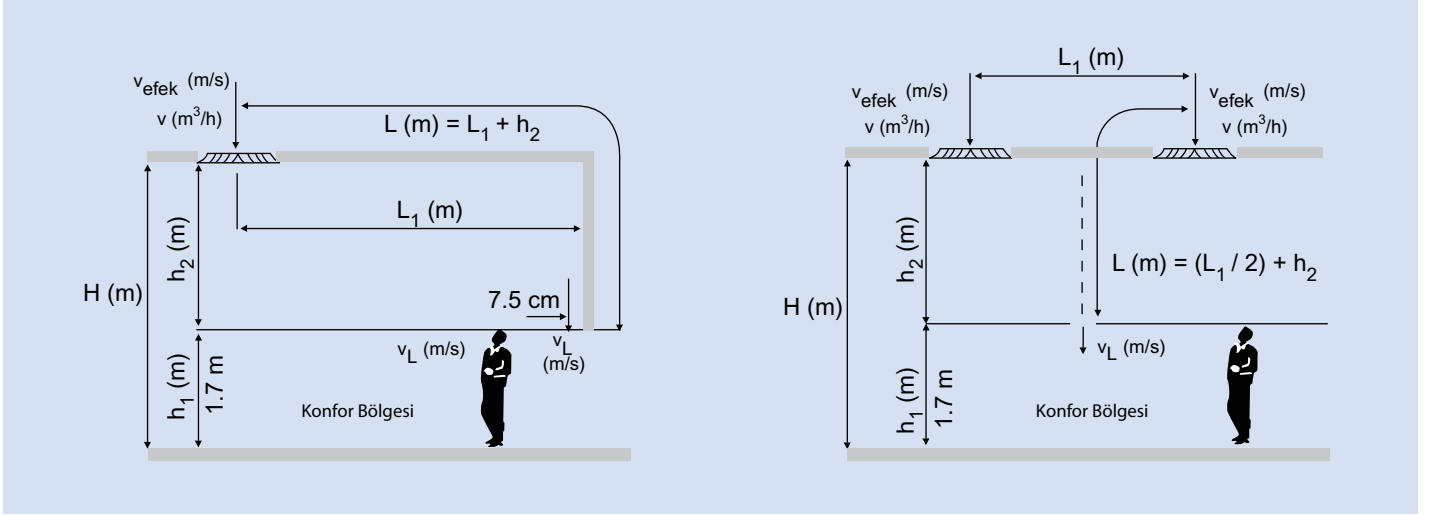 v_efek (m/s)
v (m³/h)
L (m) = L₁ + h₂
L₁ (m)
h₂ (m)
H (m)
7.5 cm
v_L (m/s)
v_L
(m/s)
h₁ (m)
1.7 m
Konfor Bölgesi
L₁ (m)
v_efek (m/s)
v (m³/h)
v_efek (m/s)
v (m³/h)
h₂ (m)
L (m) = (L₁ / 2) + h₂
H (m)
v_L (m/s)
h₁ (m)
1.7 m
Konfor Bölgesi